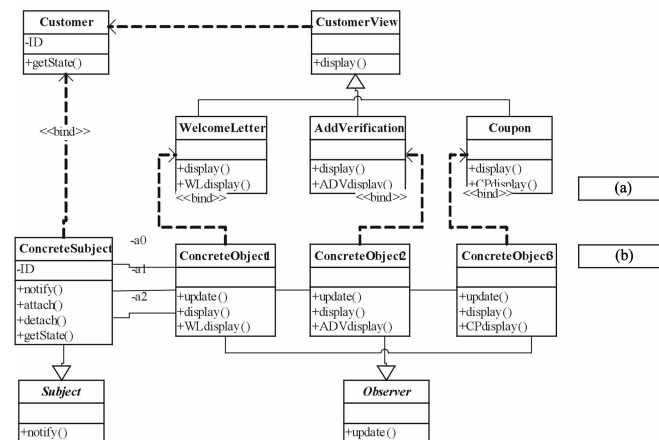 Customer
-ID
+getState()
CustomerView
+display()
<<bind>>
WelcomeLetter
+display()
+WLdisplay()
<<bind>>
AddVerification
+display()
+ADVdisplay()
<<bind>>
Coupon
+display()
+CPdisplay()
<<bind>>
(a)
(b)
ConcreteSubject
-ID
+notify()
+attach()
+detach()
+getState()
-a0
-a1
-a2
ConcreteObject1
+update()
+display()
+WLdisplay()
ConcreteObject2
+update()
+display()
+ADVdisplay()
ConcreteObject3
+update()
+display()
+CPdisplay()
Subject
+notify()
Observer
+update()